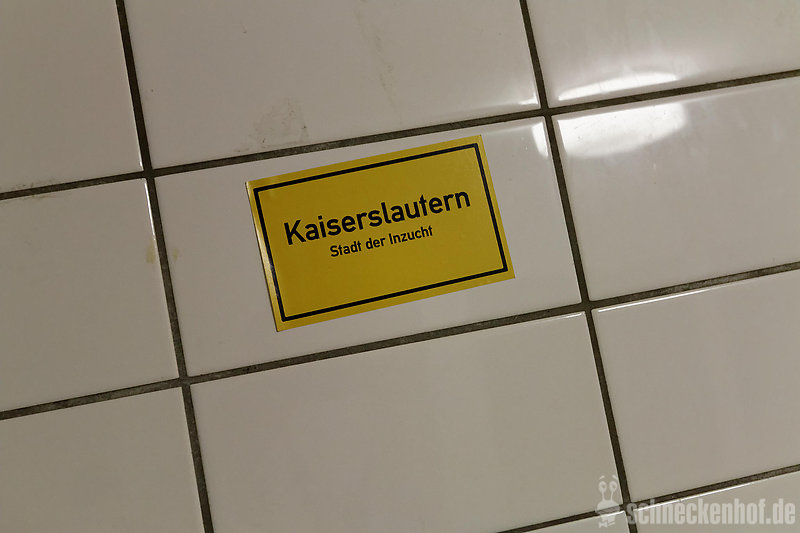 Kaiserslautern
Stadt der Inzucht
schneckenhof.de